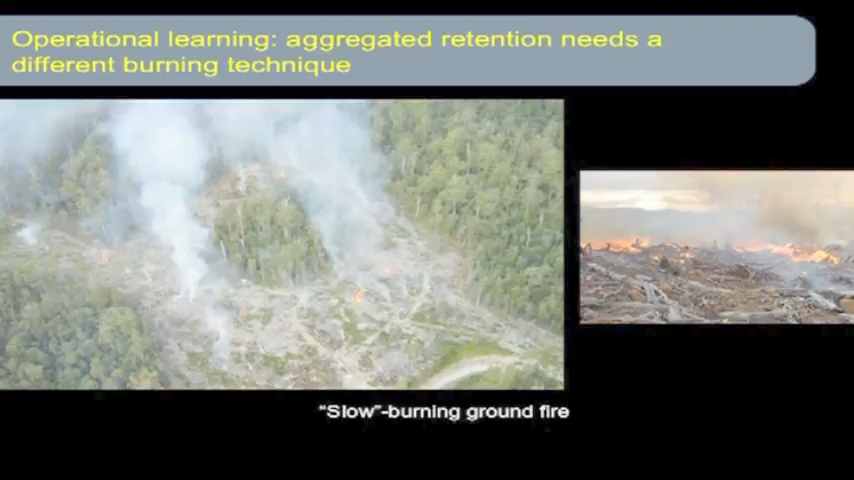 Operational learning: aggregated retention needs a
different burning technique
“Slow”-burning ground fire